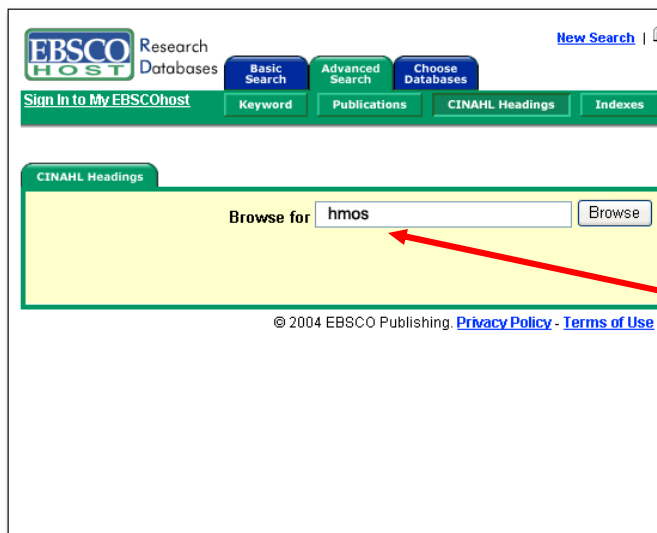 New Search |
EBSCO Research
HOST Databases
Basic Search
Advanced Search
Choose Databases
Sign In to My EBSCOhost
Keyword
Publications
CINAHL Headings
Indexes
CINAHL Headings
Browse for hmos Browse
© 2004 EBSCO Publishing. Privacy Policy - Terms of Use